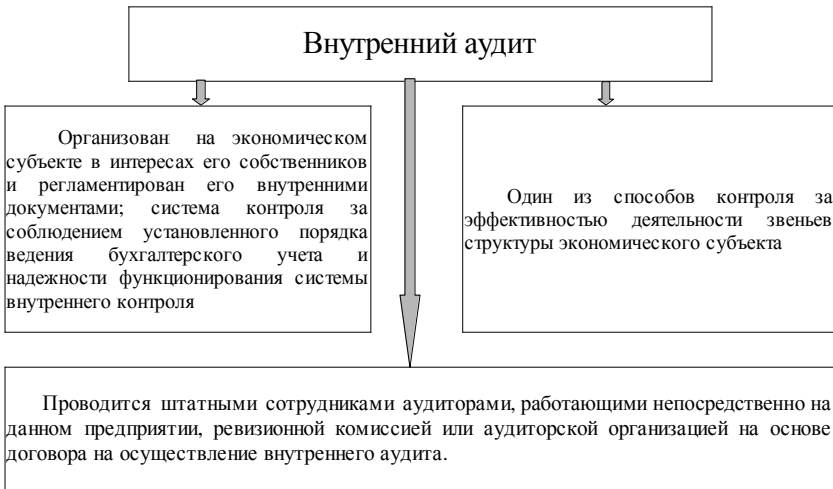 Внутренний аудит
Организован на экономическом
субъекте в интересах его собственников
и регламентирован его внутренними
документами; система контроля за
соблюдением установленного порядка
ведения бухгалтерского учета и
надежности функционирования системы
внутреннего контроля
Один из способов контроля за
эффективностью деятельности звеньев
структуры экономического субъекта
Проводится штатными сотрудниками аудиторами, работающими непосредственно на
данном предприятии, ревизионной комиссией или аудиторской организацией на основе
договора на осуществление внутреннего аудита.